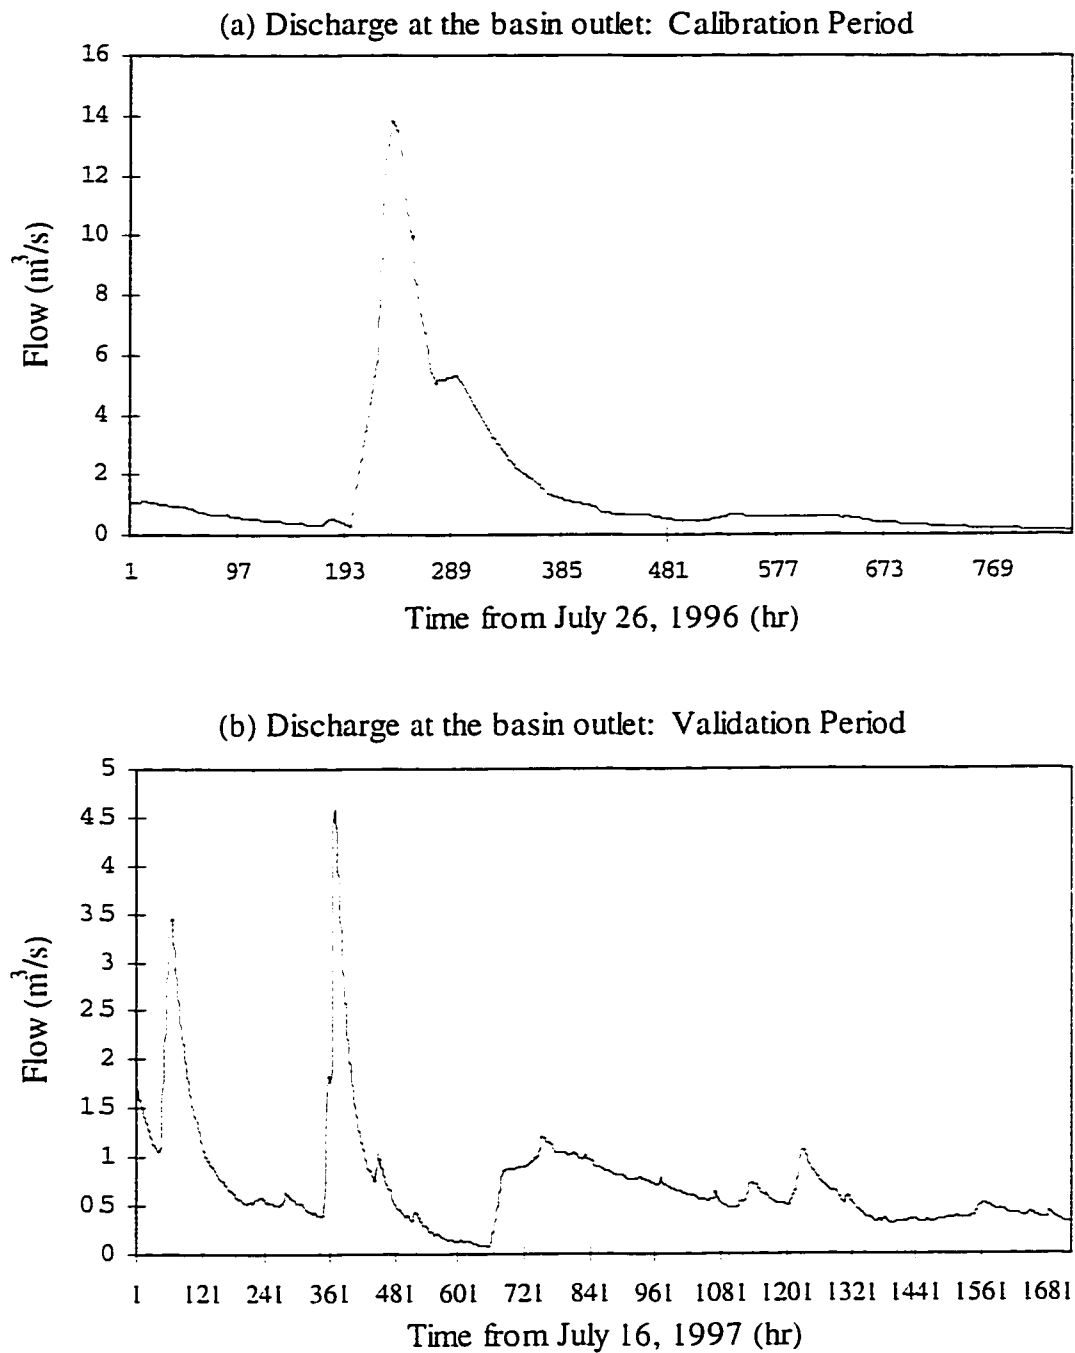 (a) Discharge at the basin outlet: Calibration Period
16
14
12
10
8
6
4
2
0
Flow (m³/s)
1 97 193 289 385 481 577 673 769
Time from July 26, 1996 (hr)
(b) Discharge at the basin outlet: Validation Period
5
4.5
4
3.5
3
2.5
2
1.5
1
0.5
0
Flow (m³/s)
1 121 241 361 481 601 721 841 961 1081 1201 1321 1441 1561 1681
Time from July 16, 1997 (hr)